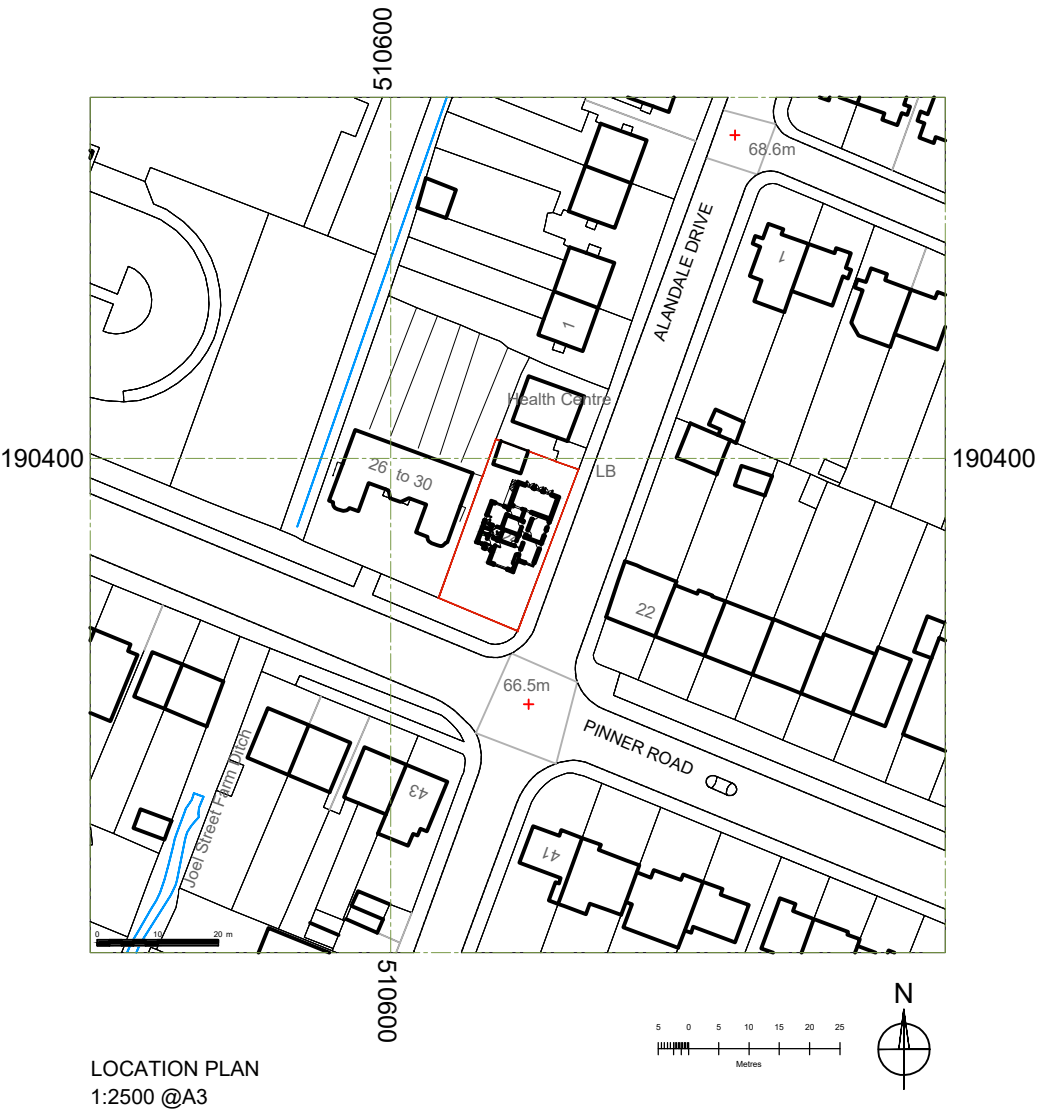 510600
68.6m
ALANDALE DRIVE
1
1
Health Centre
190400
190400
LB
26 to 30
22
66.5m
PINNER ROAD
Joel Street Farm Ditch
43
41
0 10 20 m
510600
N
5 0 5 10 15 20 25
Metres
LOCATION PLAN
1:2500 @A3